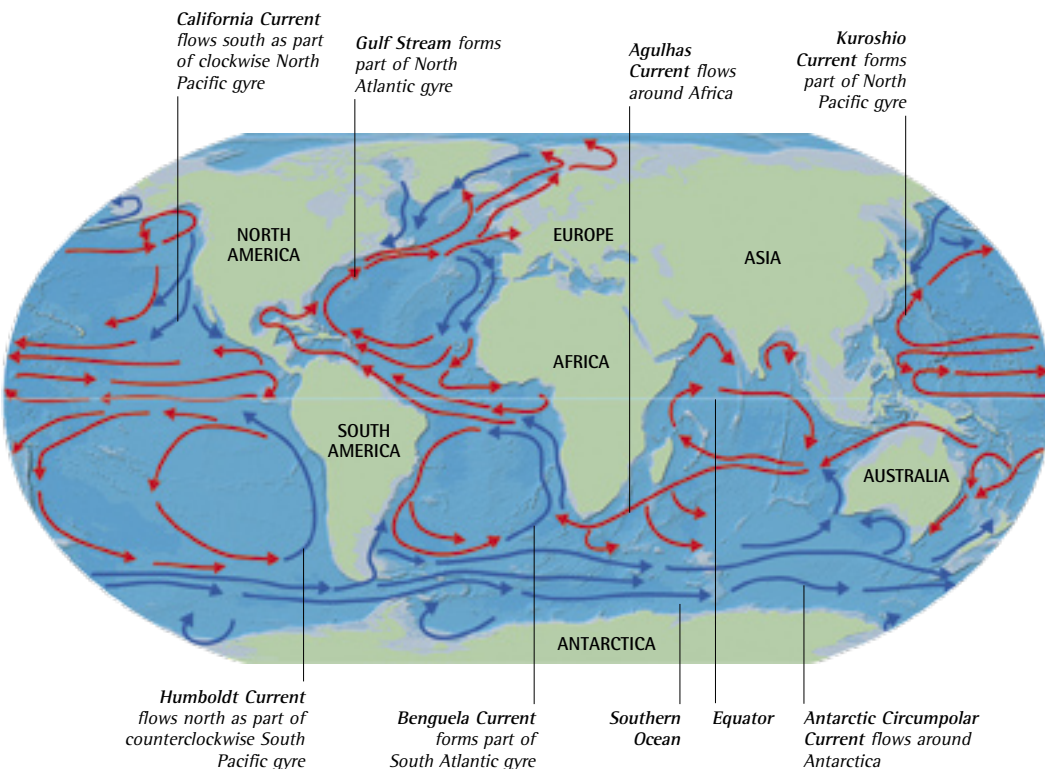 California Current
flows south as part
of clockwise North
Pacific gyre
Gulf Stream forms
part of North
Atlantic gyre
Agulhas
Current flows
around Africa
Kuroshio
Current forms
part of North
Pacific gyre
NORTH
AMERICA
EUROPE
ASIA
AFRICA
SOUTH
AMERICA
AUSTRALIA
ANTARCTICA
Humboldt Current
flows north as part of
counterclockwise South
Pacific gyre
Benguela Current
forms part of
South Atlantic gyre
Southern
Ocean
Equator
Antarctic Circumpolar
Current flows around
Antarctica